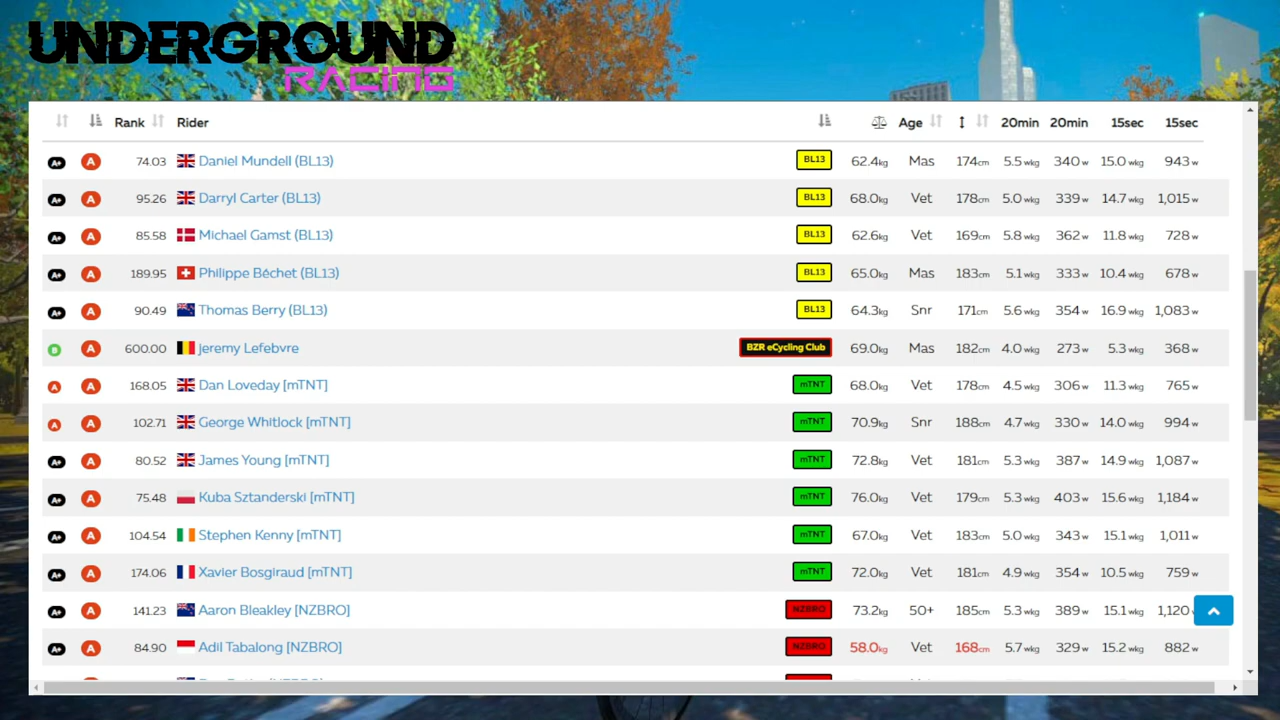 UNDERGROUND
RACING
Rank Rider Age 20min 20min 15sec 15sec
A+ A 74.03 Daniel Mundell (BL13) BL13 62.4kg Mas 174cm 5.5wkg 340w 15.0wkg 943w
A+ A 95.26 Darryl Carter (BL13) BL13 68.0kg Vet 178cm 5.0wkg 339w 14.7wkg 1,015w
A+ A 85.58 Michael Gamst (BL13) BL13 62.6kg Vet 169cm 5.8wkg 362w 11.8wkg 728w
A+ A 189.95 Philippe Béchet (BL13) BL13 65.0kg Mas 183cm 5.1wkg 333w 10.4wkg 678w
A+ A 90.49 Thomas Berry (BL13) BL13 64.3kg Snr 171cm 5.6wkg 354w 16.9wkg 1,083w
B A 600.00 jeremy Lefebvre BZR eCycling Club 69.0kg Mas 182cm 4.0wkg 273w 5.3wkg 368w
A A 168.05 Dan Loveday [mTNT] mTNT 68.0kg Vet 178cm 4.5wkg 306w 11.3wkg 765w
A A 102.71 George Whitlock [mTNT] mTNT 70.9kg Snr 188cm 4.7wkg 330w 14.0wkg 994w
A+ A 80.52 James Young [mTNT] mTNT 72.8kg Vet 181cm 5.3wkg 387w 14.9wkg 1,087w
A+ A 75.48 Kuba Sztanderski [mTNT] mTNT 76.0kg Vet 179cm 5.3wkg 403w 15.6wkg 1,184w
A+ A 104.54 Stephen Kenny [mTNT] mTNT 67.0kg Vet 183cm 5.0wkg 343w 15.1wkg 1,011w
A+ A 174.06 Xavier Bosgiraud [mTNT] mTNT 72.0kg Vet 181cm 4.9wkg 354w 10.5wkg 759w
A+ A 141.23 Aaron Bleakley [NZBRO] NZBRO 73.2kg 50+ 185cm 5.3wkg 389w 15.1wkg 1,120
A+ A 84.90 Adil Tabalong [NZBRO] NZBRO 58.0kg Vet 168cm 5.7wkg 329w 15.2wkg 882w